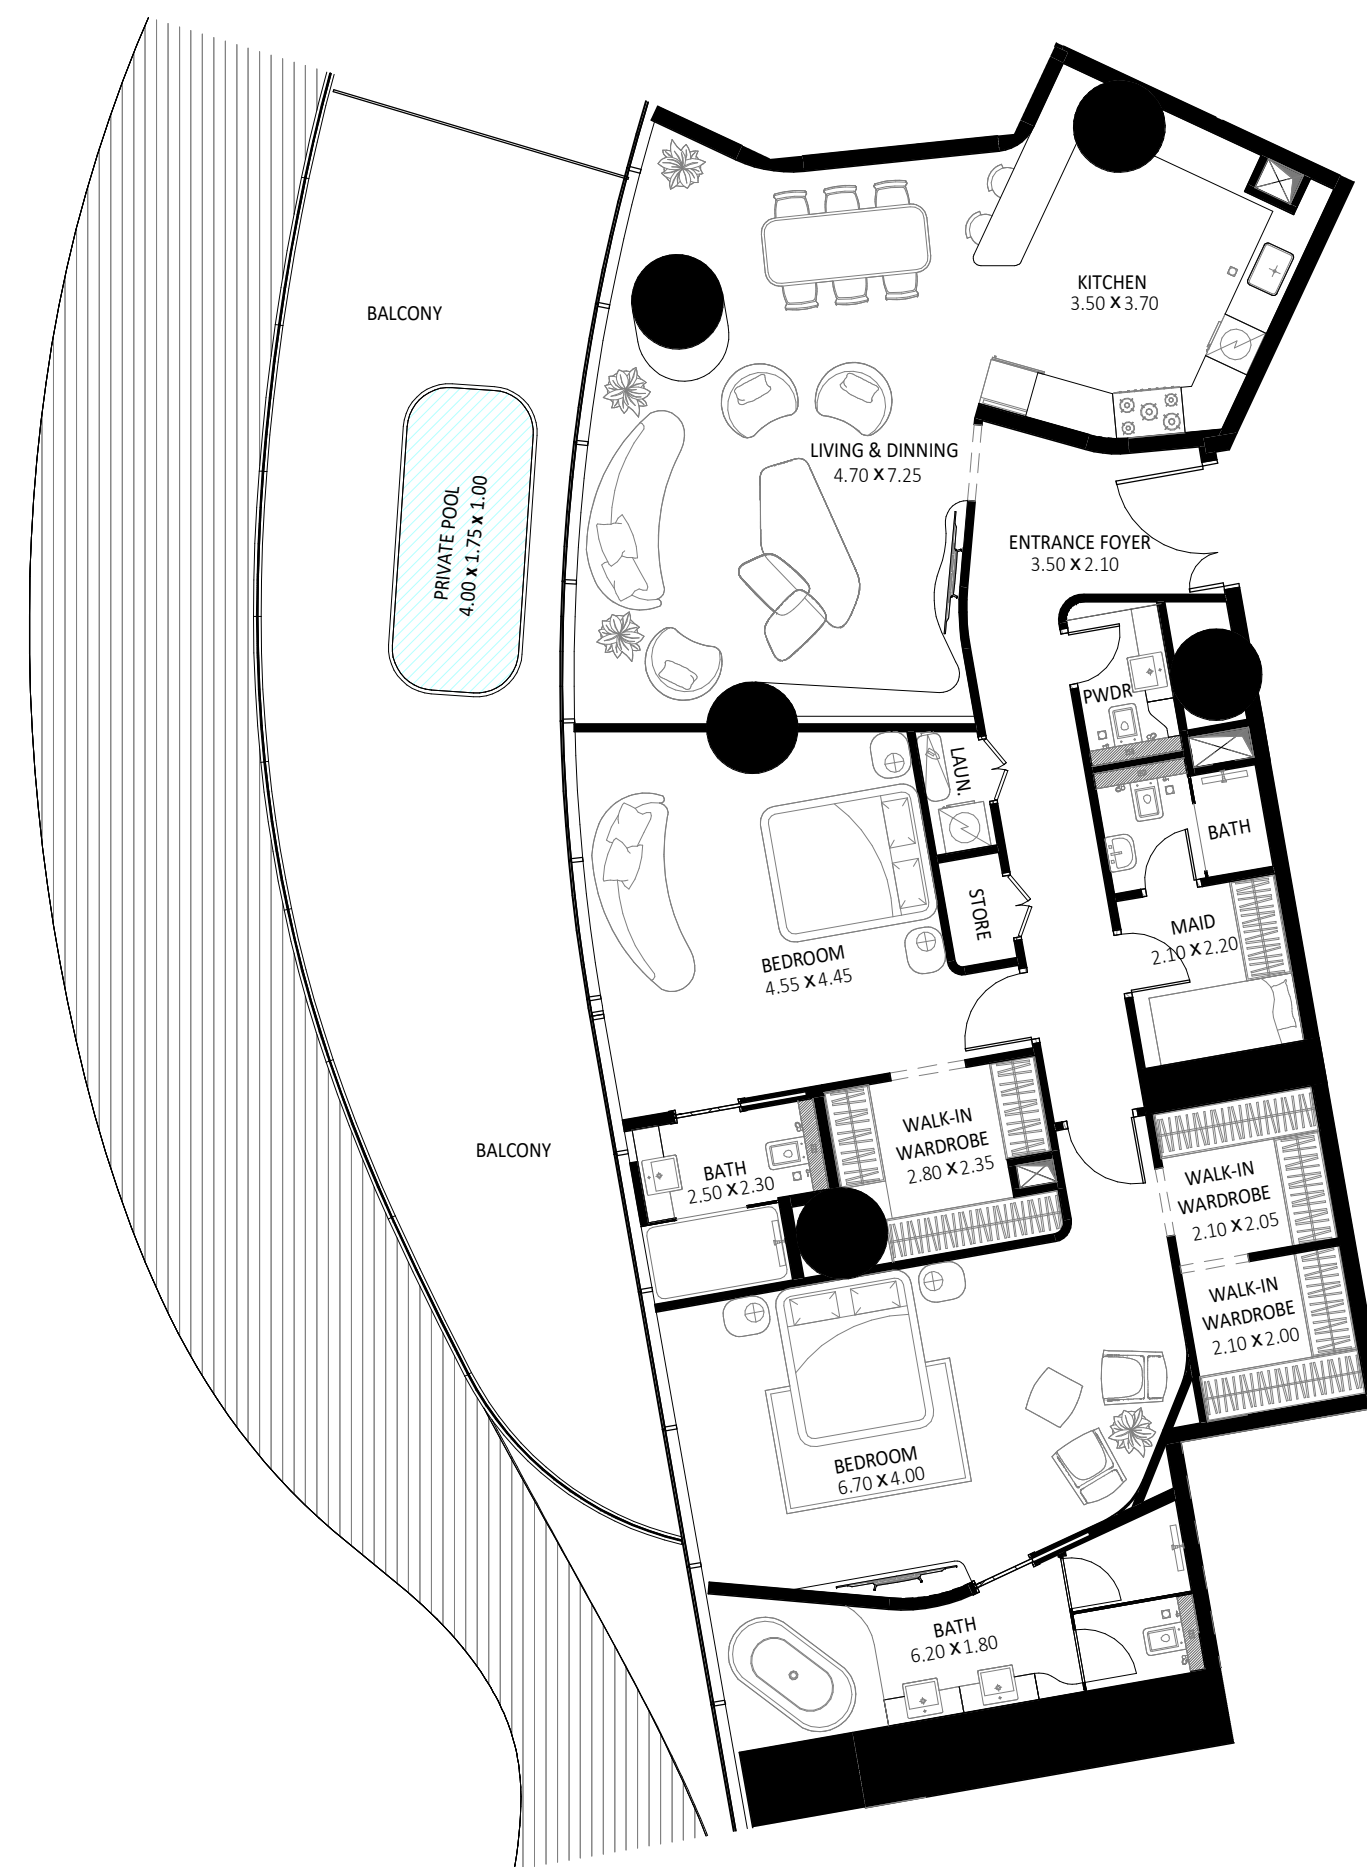 KITCHEN
3.50 X 3.70
BALCONY
LIVING & DINNING
4.70 X 7.25
PRIVATE POOL
4.00 x 1.75 x 1.00
ENTRANCE FOYER
3.50 X 2.10
PWDR
LAUN.
BATH
STORE
MAID
2.10 X 2.20
BEDROOM
4.55 X 4.45
BALCONY
WALK-IN
WARDROBE
2.80 X 2.35
BATH
2.50 X 2.30
WALK-IN
WARDROBE
2.10 X 2.05
WALK-IN
WARDROBE
2.10 X 2.00
BEDROOM
6.70 X 4.00
BATH
6.20 X 1.80